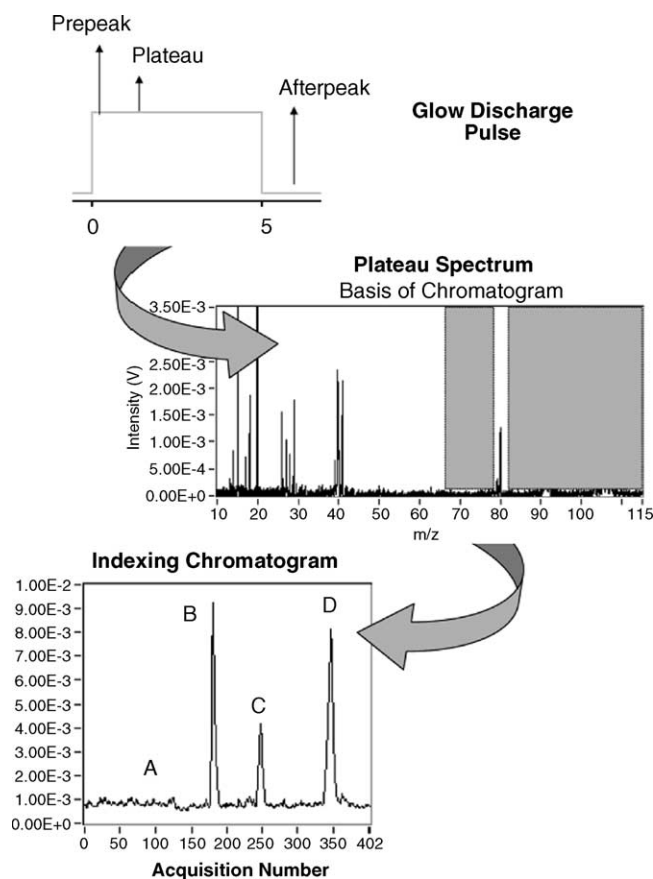 Prepeak
Plateau
Afterpeak
Glow Discharge
Pulse
0 5
Plateau Spectrum
Basis of Chromatogram
3.50E-3
2.50E-3
2.00E-3
1.50E-3
1.00E-3
5.00E-4
0.00E+0
Intensity (V)
10 20 30 40 50 60 70 80 90 100 115
m/z
Indexing Chromatogram
1.00E-2
9.00E-3
8.00E-3
7.00E-3
6.00E-3
5.00E-3
4.00E-3
3.00E-3
2.00E-3
1.00E-3
0.00E+0
A
B
C
D
0 50 100 150 200 250 300 350 402
Acquisition Number